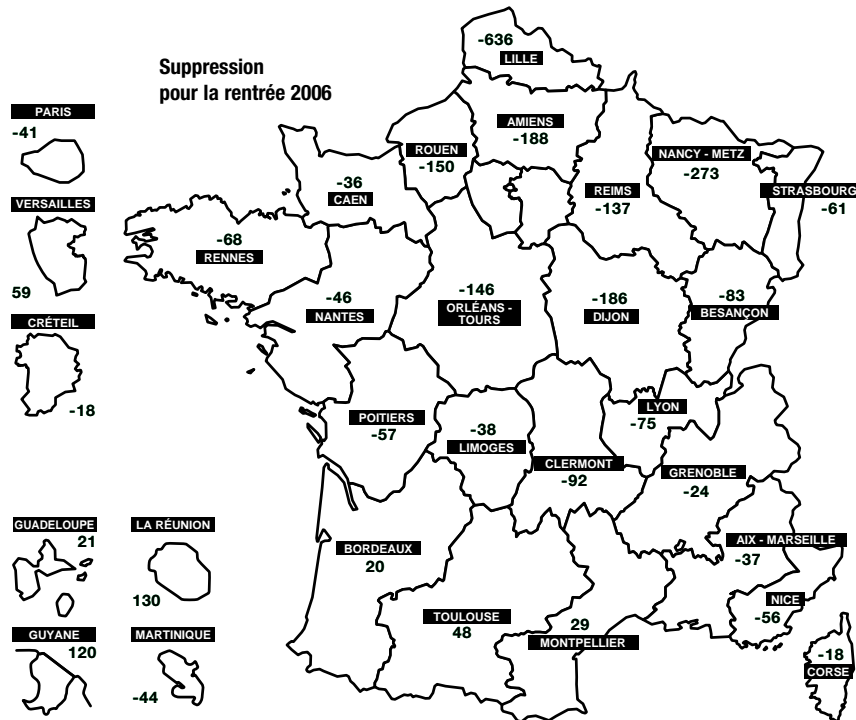 Suppression
pour la rentrée 2006
-636
LILLE
PARIS
-41
AMIENS
-188
ROUEN
-150
NANCY - METZ
-273
-36
CAEN
REIMS
-137
STRASBOURG
-61
VERSAILLES
59
-68
RENNES
-46
NANTES
-146
ORLÉANS -
TOURS
-186
DIJON
-83
BESANÇON
CRÉTEIL
-18
POITIERS
-57
-38
LIMOGES
LYON
-75
CLERMONT
-92
GRENOBLE
-24
GUADELOUPE
21
LA RÉUNION
130
BORDEAUX
20
AIX - MARSEILLE
-37
TOULOUSE
48
29
MONTPELLIER
NICE
-56
GUYANE
120
MARTINIQUE
-44
-18
CORSE